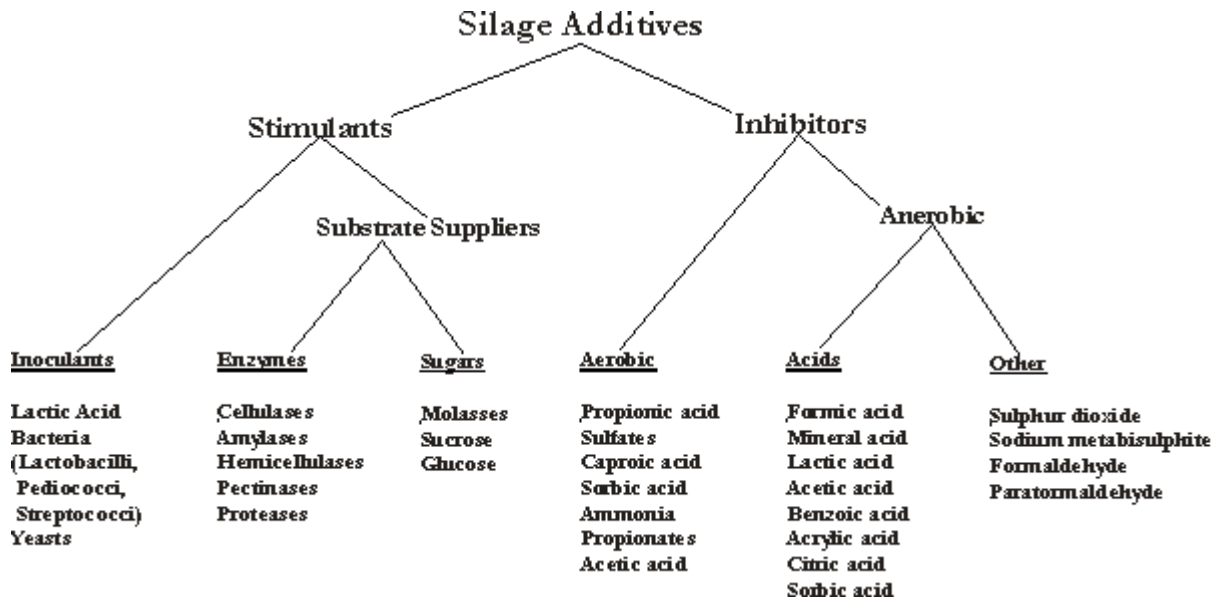 Silage Additives
Stimulants
Inhibitors
Substrate Suppliers
Anerobic
Inoculants
Lactic Acid
Bacteria
(Lactobacilli,
Pediococci,
Streptococci)
Yeasts
Enzymes
Cellulases
Amylases
Hemicellulases
Pectinases
Proteases
Sugars
Molasses
Sucrose
Glucose
Aerobic
Propionic acid
Sulfates
Caproic acid
Sorbic acid
Ammonia
Propionates
Acetic acid
Acids
Formic acid
Mineral acid
Lactic acid
Acetic acid
Benzoic acid
Acrylic acid
Citric acid
Sorbic acid
Other
Sulphur dioxide
Sodium metabisulphite
Formaldehyde
Paratormaldehyde